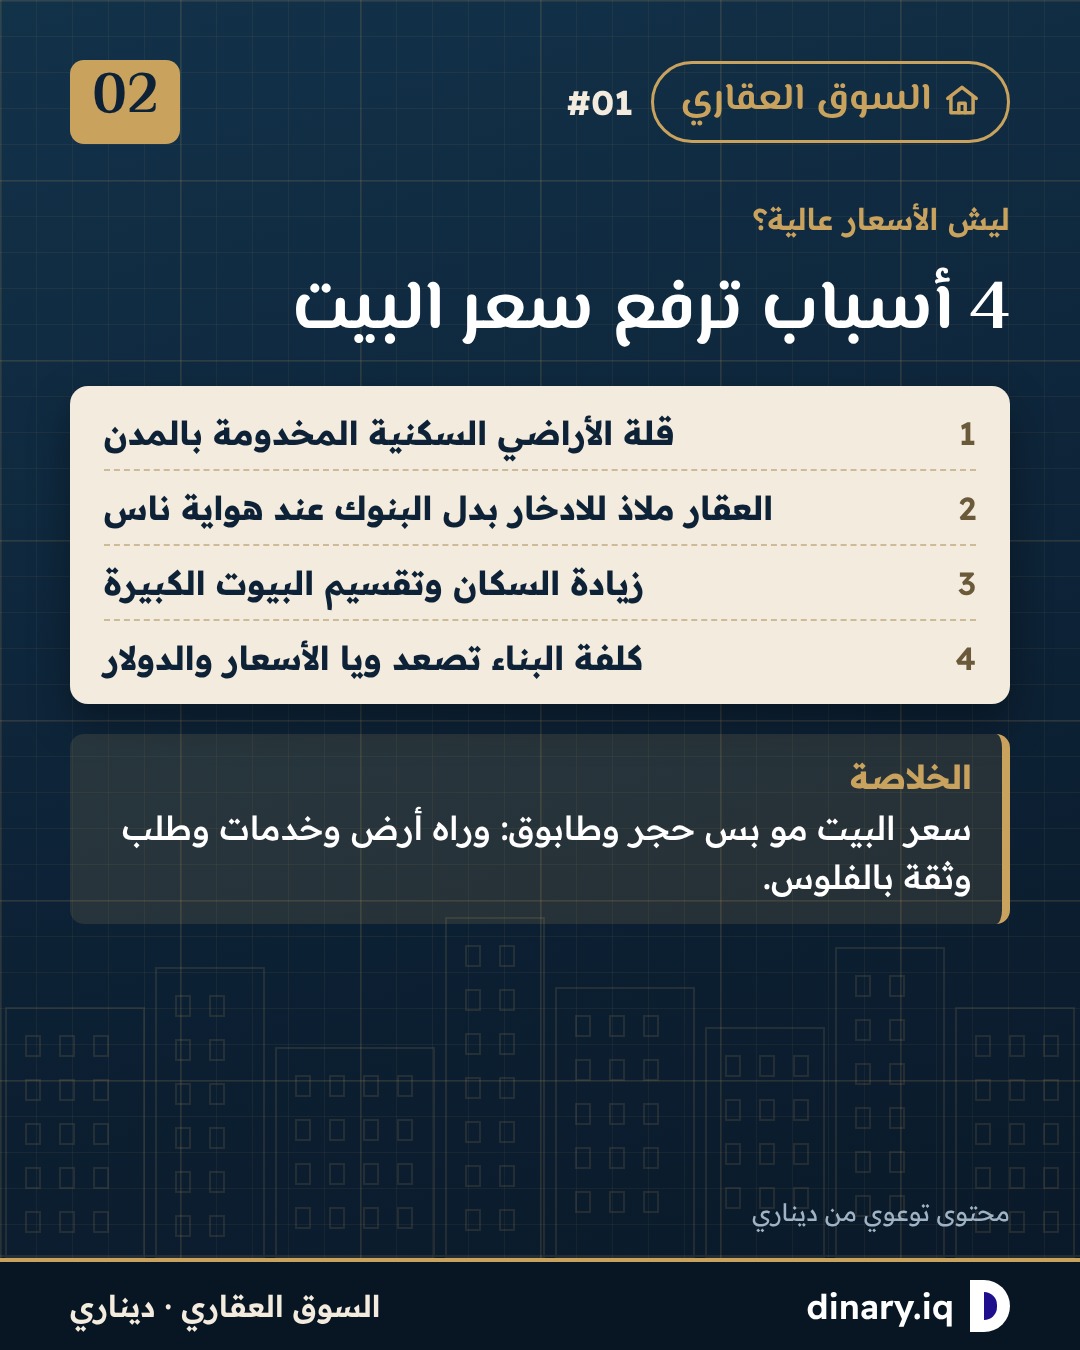 السوق العقاري #01 02
ليش الأسعار عالية؟
4 أسباب ترفع سعر البيت
1 قلة الأراضي السكنية المخدومة بالمدن
2 العقار ملاذ للادخار بدل البنوك عند هواية ناس
3 زيادة السكان وتقسيم البيوت الكبيرة
4 كلفة البناء تصعد ويا الأسعار والدولار
الخلاصة
سعر البيت مو بس حجر وطابوق: وراه أرض وخدمات وطلب
وثقة بالفلوس.
محتوى توعوي من ديناري
dinary.iq السوق العقاري · ديناري